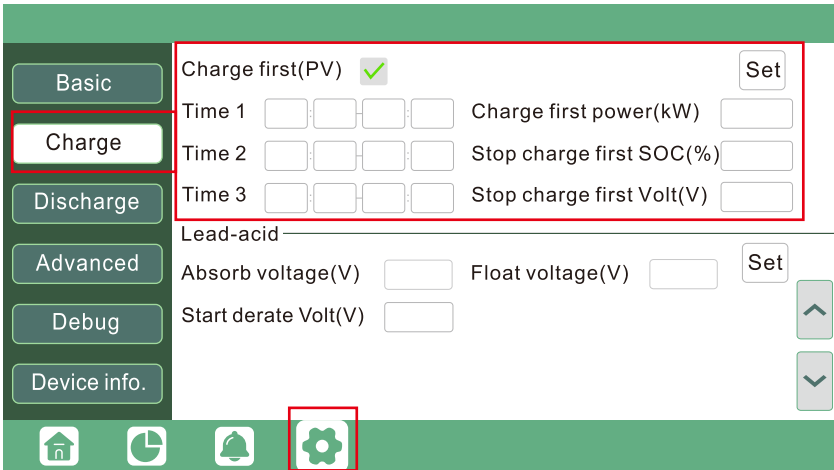 Basic
Charge
Discharge
Advanced
Debug
Device info.
Charge first(PV)
Set
Time 1 : - :
Charge first power(kW)
Time 2 : - :
Stop charge first SOC(%)
Time 3 : - :
Stop charge first Volt(V)
Lead-acid
Absorb voltage(V)
Float voltage(V)
Set
Start derate Volt(V)